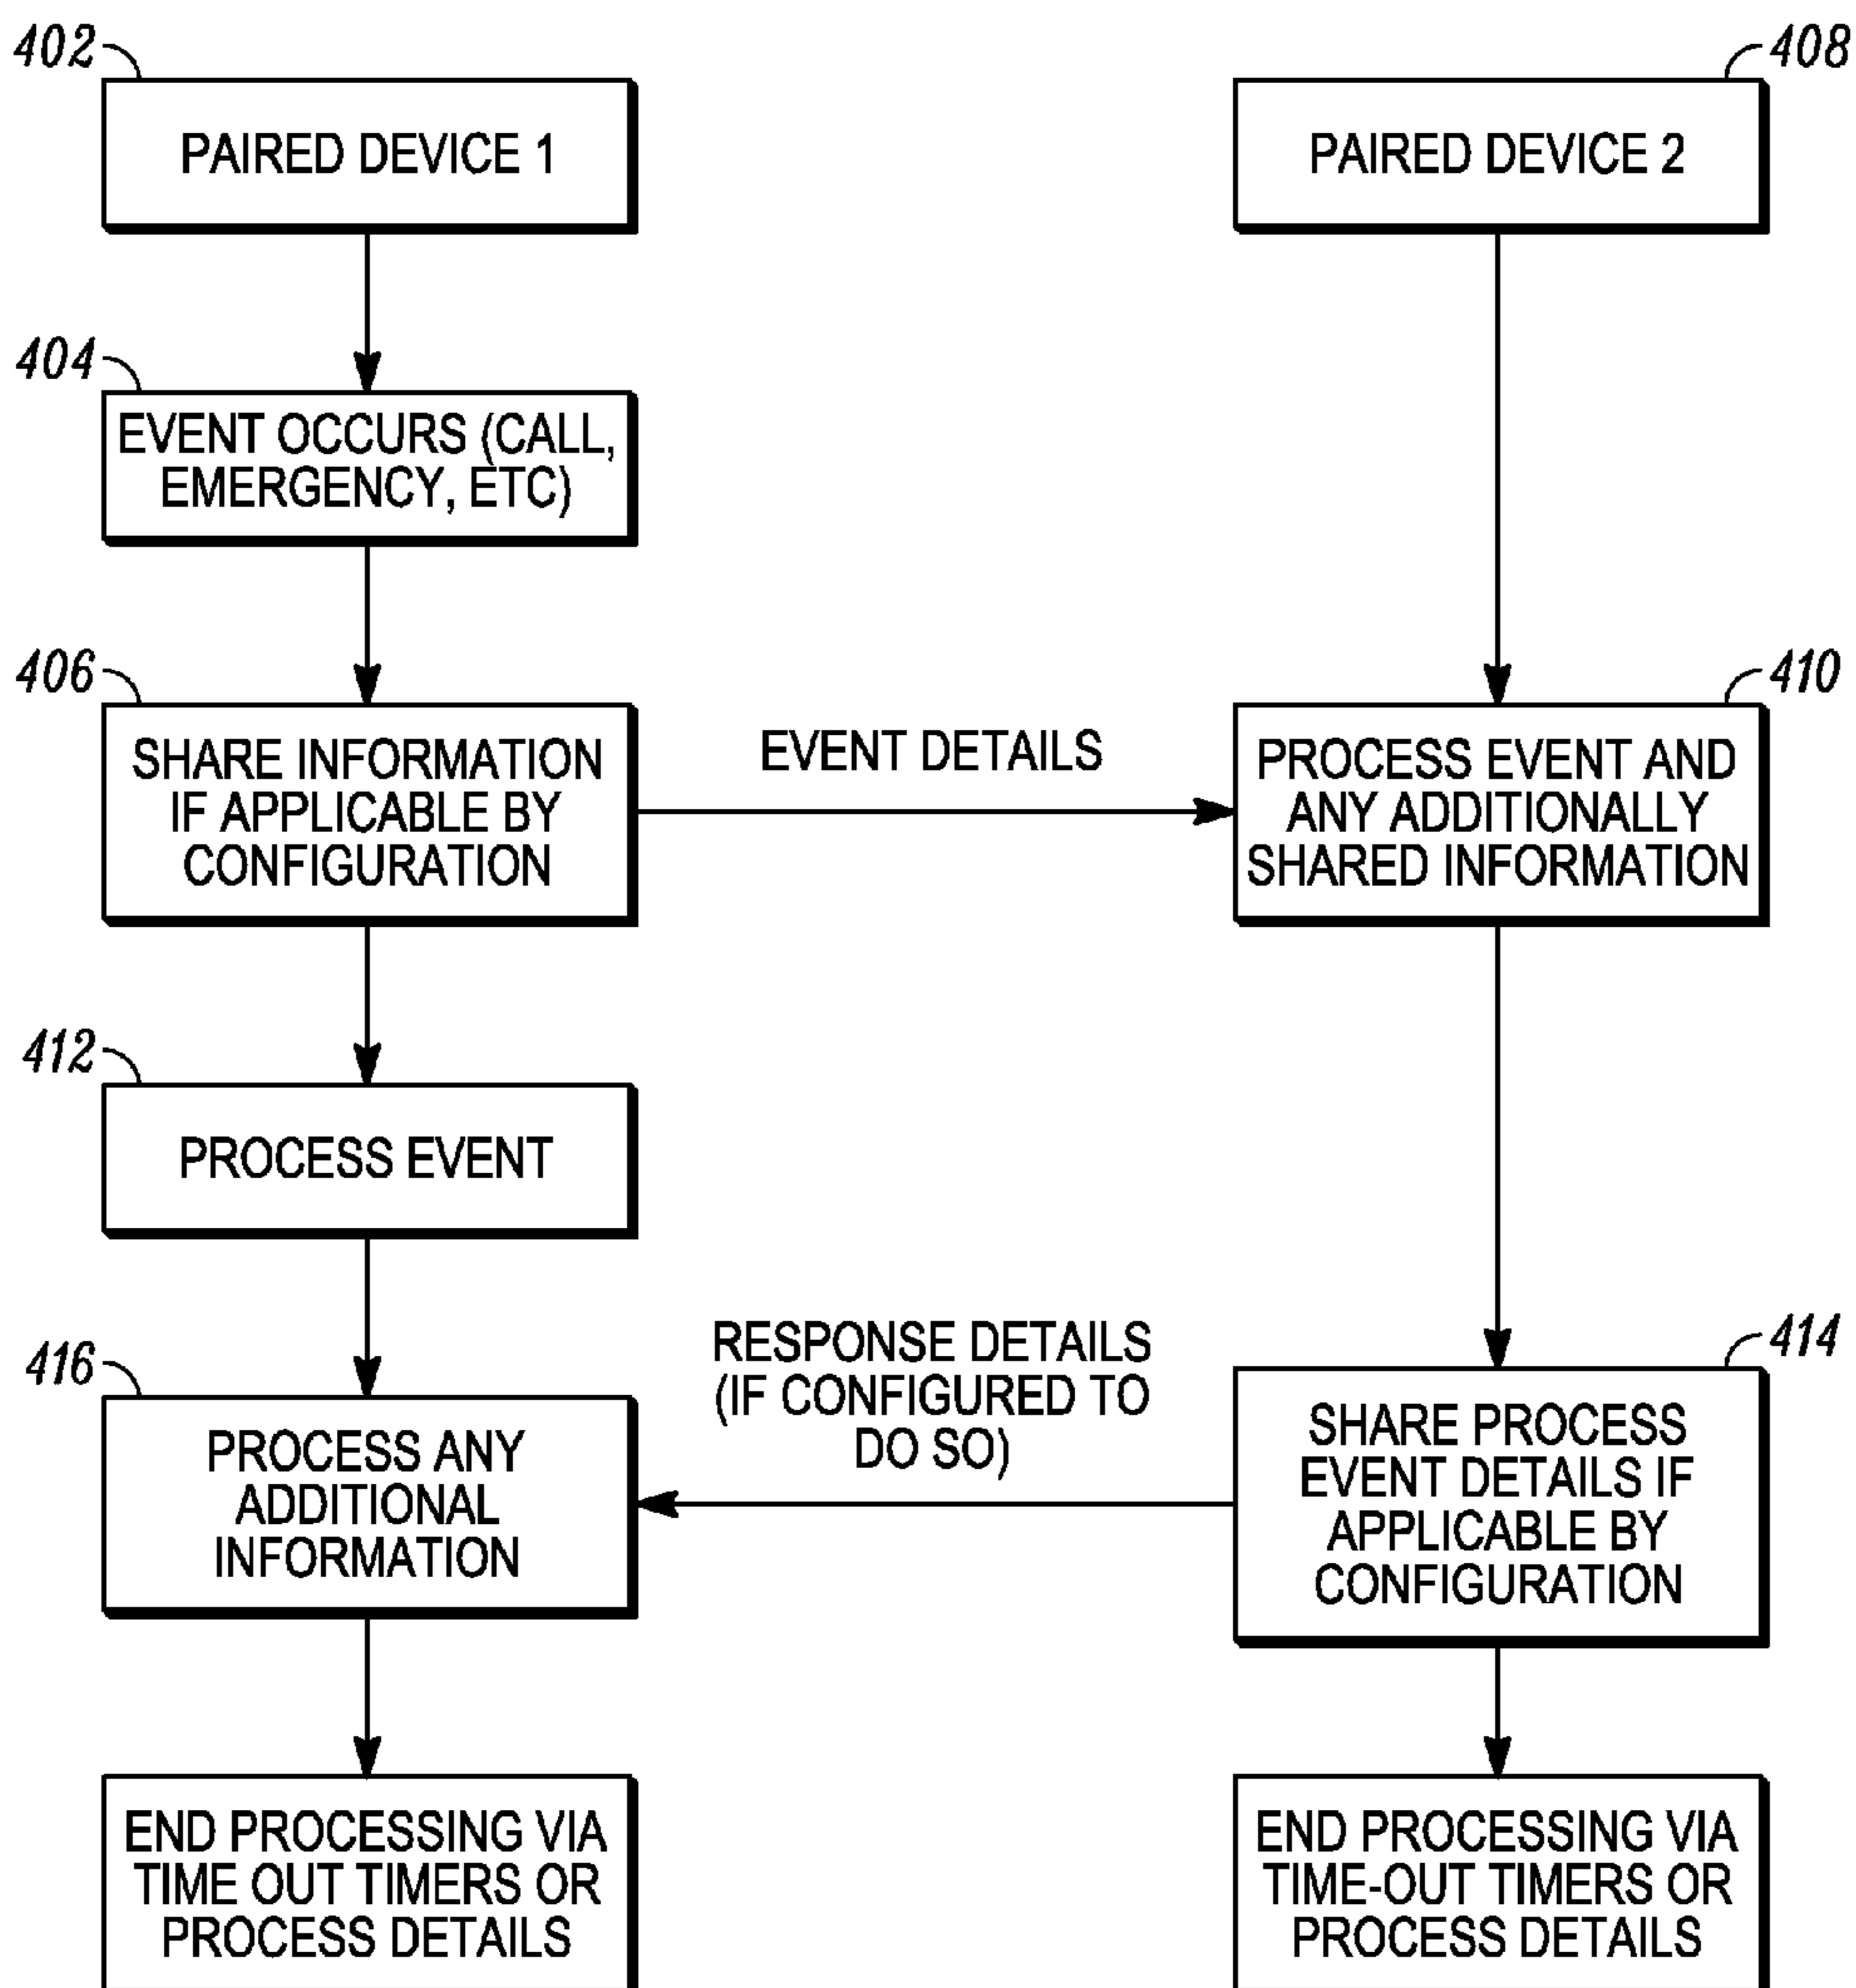 402
PAIRED DEVICE 1
408
PAIRED DEVICE 2
404
EVENT OCCURS (CALL,
EMERGENCY, ETC)
406
SHARE INFORMATION
IF APPLICABLE BY
CONFIGURATION
EVENT DETAILS
410
PROCESS EVENT AND
ANY ADDITIONALLY
SHARED INFORMATION
412
PROCESS EVENT
416
PROCESS ANY
ADDITIONAL
INFORMATION
RESPONSE DETAILS
(IF CONFIGURED TO
DO SO)
414
SHARE PROCESS
EVENT DETAILS IF
APPLICABLE BY
CONFIGURATION
END PROCESSING VIA
TIME OUT TIMERS OR
PROCESS DETAILS
END PROCESSING VIA
TIME-OUT TIMERS OR
PROCESS DETAILS